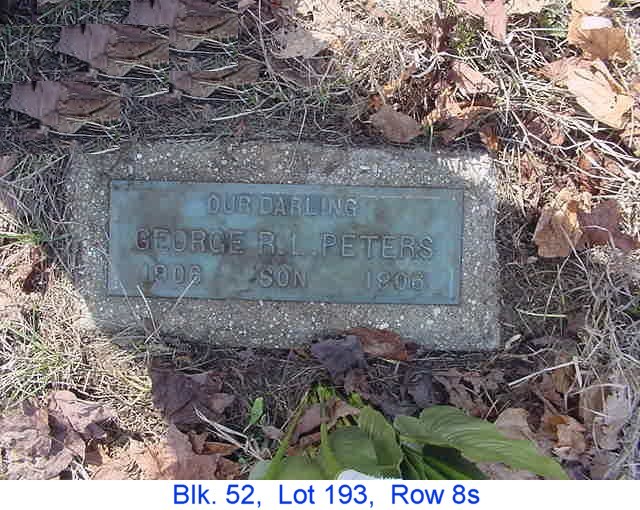 OUR DARLING
GEORGE R. L. PETERS
1906 SON 1906
Blk. 52, Lot 193, Row 8s